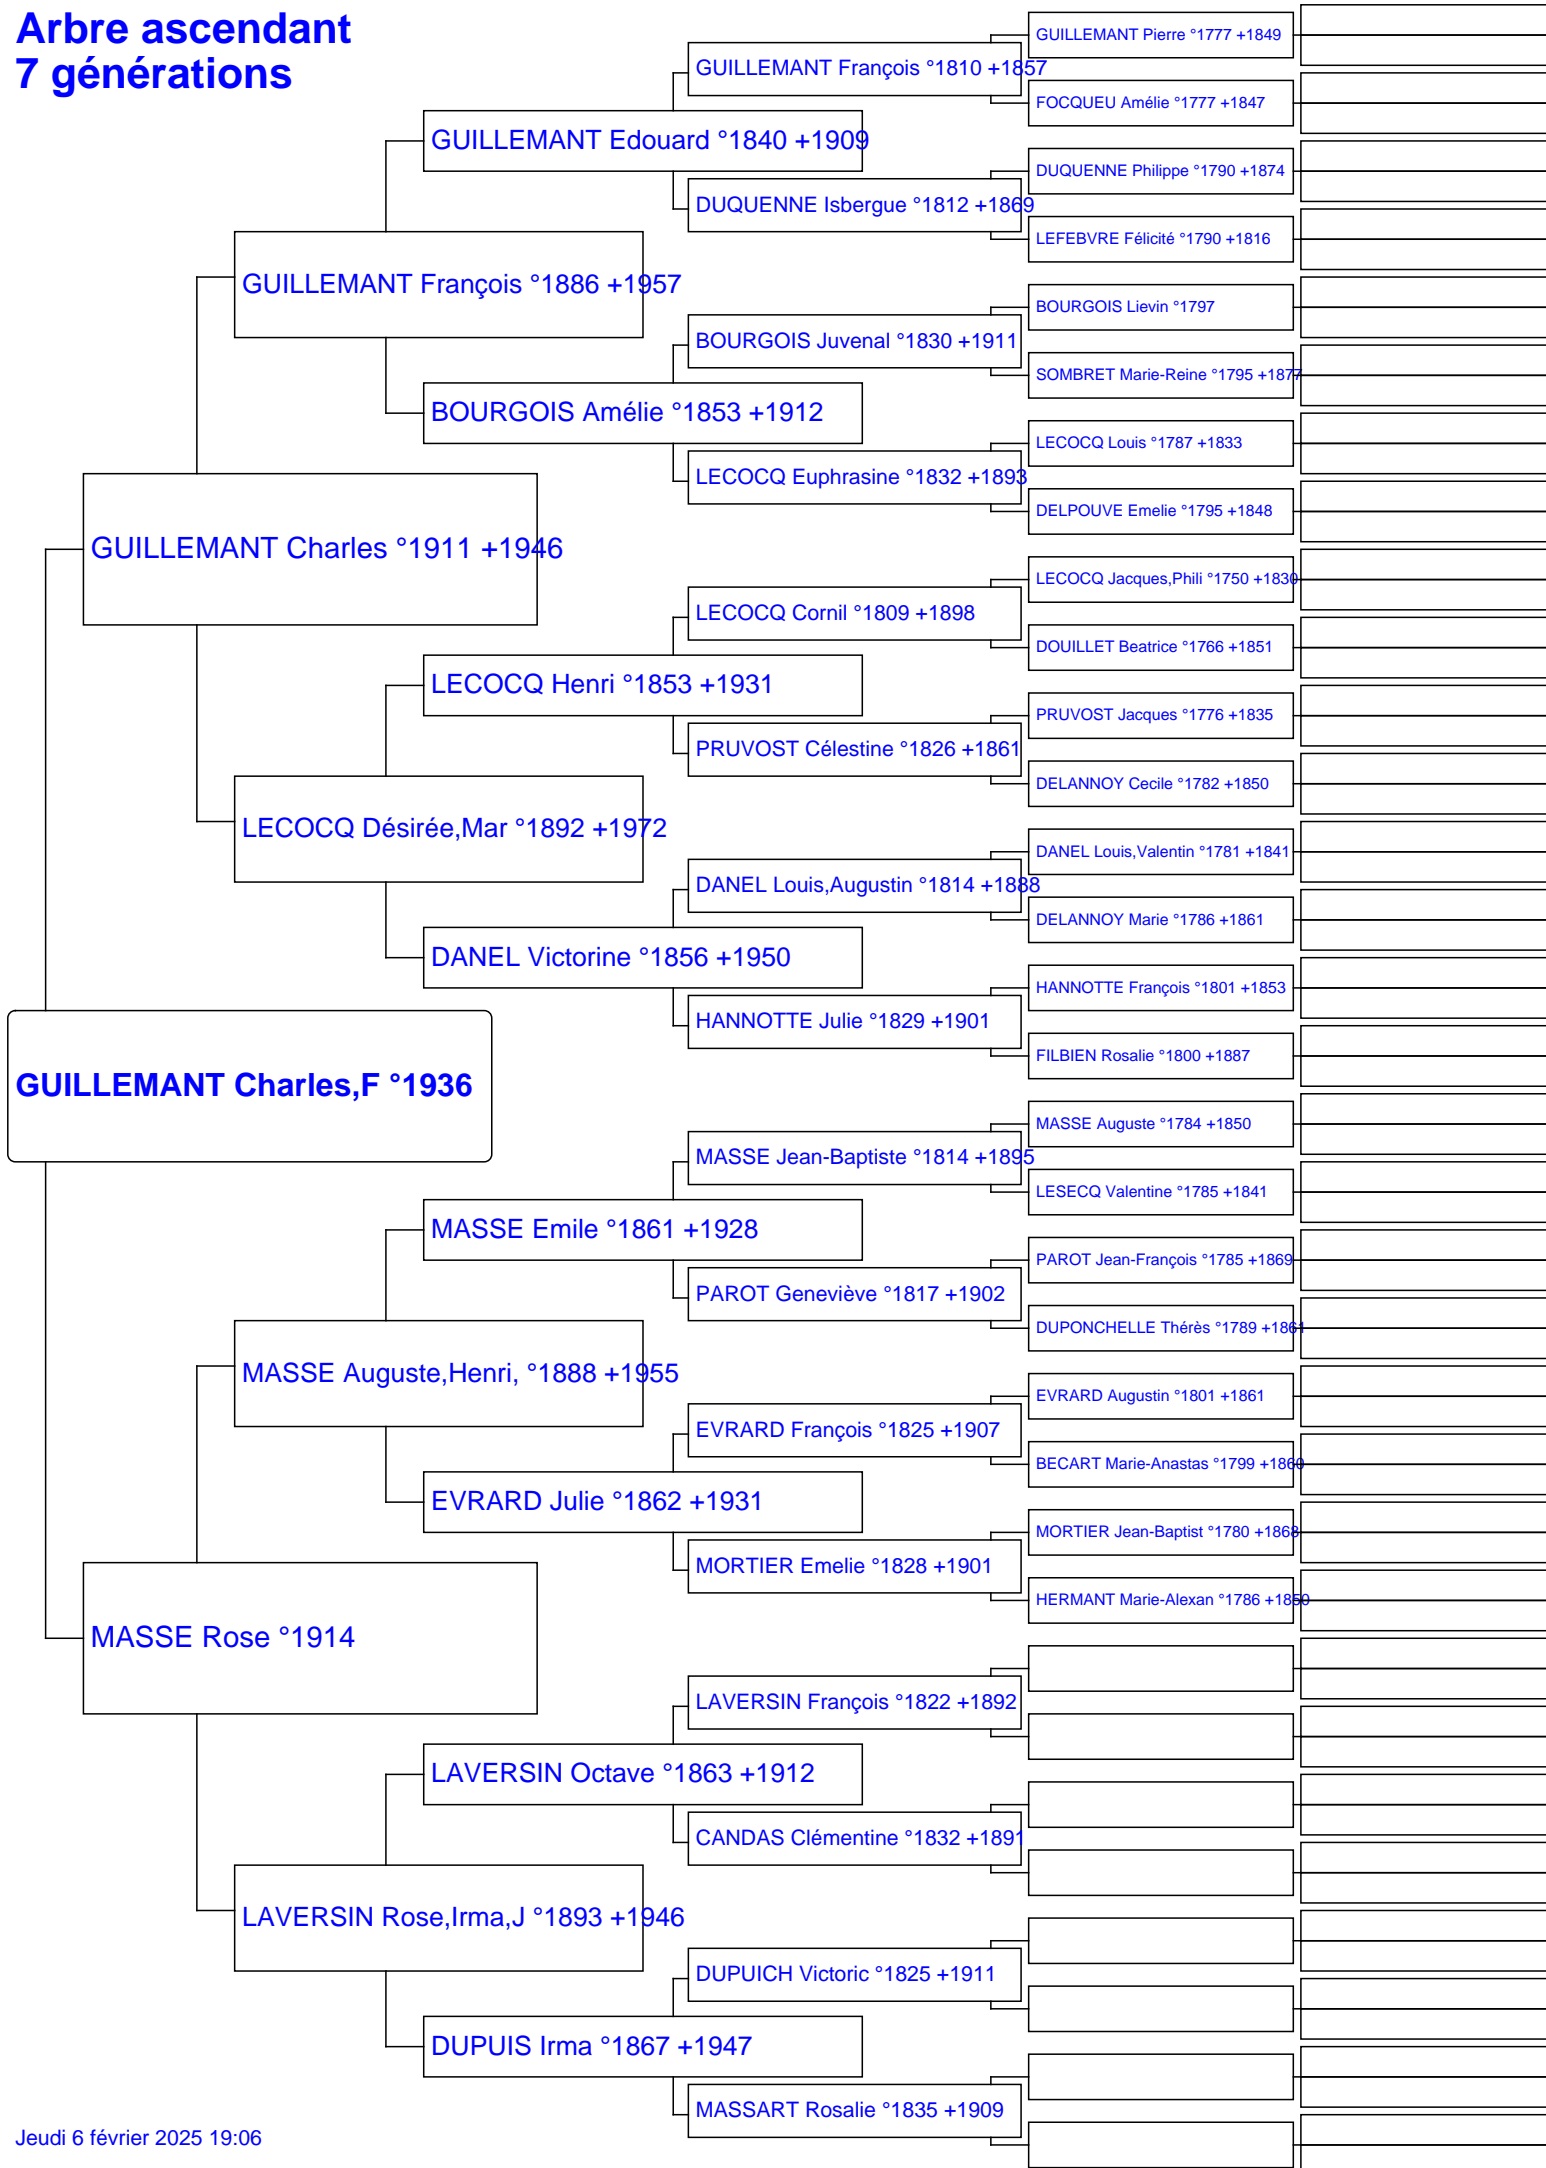 Arbre ascendant
7 générations
GUILLEMANT Pierre °1777 +1849
GUILLEMANT François °1810 +1857
FOCQUEU Amélie °1777 +1847
GUILLEMANT Edouard °1840 +1909
DUQUENNE Philippe °1790 +1874
DUQUENNE Isbergue °1812 +1869
LEFEBVRE Félicité °1790 +1816
GUILLEMANT François °1886 +1957
BOURGOIS Lievin °1797
BOURGOIS Juvenal °1830 +1911
SOMBRET Marie-Reine °1795 +1877
BOURGOIS Amélie °1853 +1912
LECOCQ Louis °1787 +1833
LECOCQ Euphrasine °1832 +1893
DELPOUVE Emelie °1795 +1848
GUILLEMANT Charles °1911 +1946
LECOCQ Jacques,Phili °1750 +1830
LECOCQ Cornil °1809 +1898
DOUILLET Beatrice °1766 +1851
LECOCQ Henri °1853 +1931
PRUVOST Jacques °1776 +1835
PRUVOST Célestine °1826 +1861
DELANNOY Cecile °1782 +1850
LECOCQ Désirée,Mar °1892 +1972
DANEL Louis,Valentin °1781 +1841
DANEL Louis,Augustin °1814 +1888
DELANNOY Marie °1786 +1861
DANEL Victorine °1856 +1950
HANNOTTE François °1801 +1853
HANNOTTE Julie °1829 +1901
FILBIEN Rosalie °1800 +1887
GUILLEMANT Charles,F °1936
MASSE Auguste °1784 +1850
MASSE Jean-Baptiste °1814 +1895
LESECQ Valentine °1785 +1841
MASSE Emile °1861 +1928
PAROT Jean-François °1785 +1869
PAROT Geneviève °1817 +1902
DUPONCHELLE Thérès °1789 +1861
MASSE Auguste,Henri, °1888 +1955
EVRARD Augustin °1801 +1861
EVRARD François °1825 +1907
BECART Marie-Anastas °1799 +1860
EVRARD Julie °1862 +1931
MORTIER Jean-Baptist °1780 +1868
MORTIER Emelie °1828 +1901
HERMANT Marie-Alexan °1786 +1850
MASSE Rose °1914
LAVERSIN François °1822 +1892
LAVERSIN Octave °1863 +1912
CANDAS Clémentine °1832 +1891
LAVERSIN Rose,Irma,J °1893 +1946
DUPUICH Victoric °1825 +1911
DUPUIS Irma °1867 +1947
MASSART Rosalie °1835 +1909
Jeudi 6 février 2025 19:06